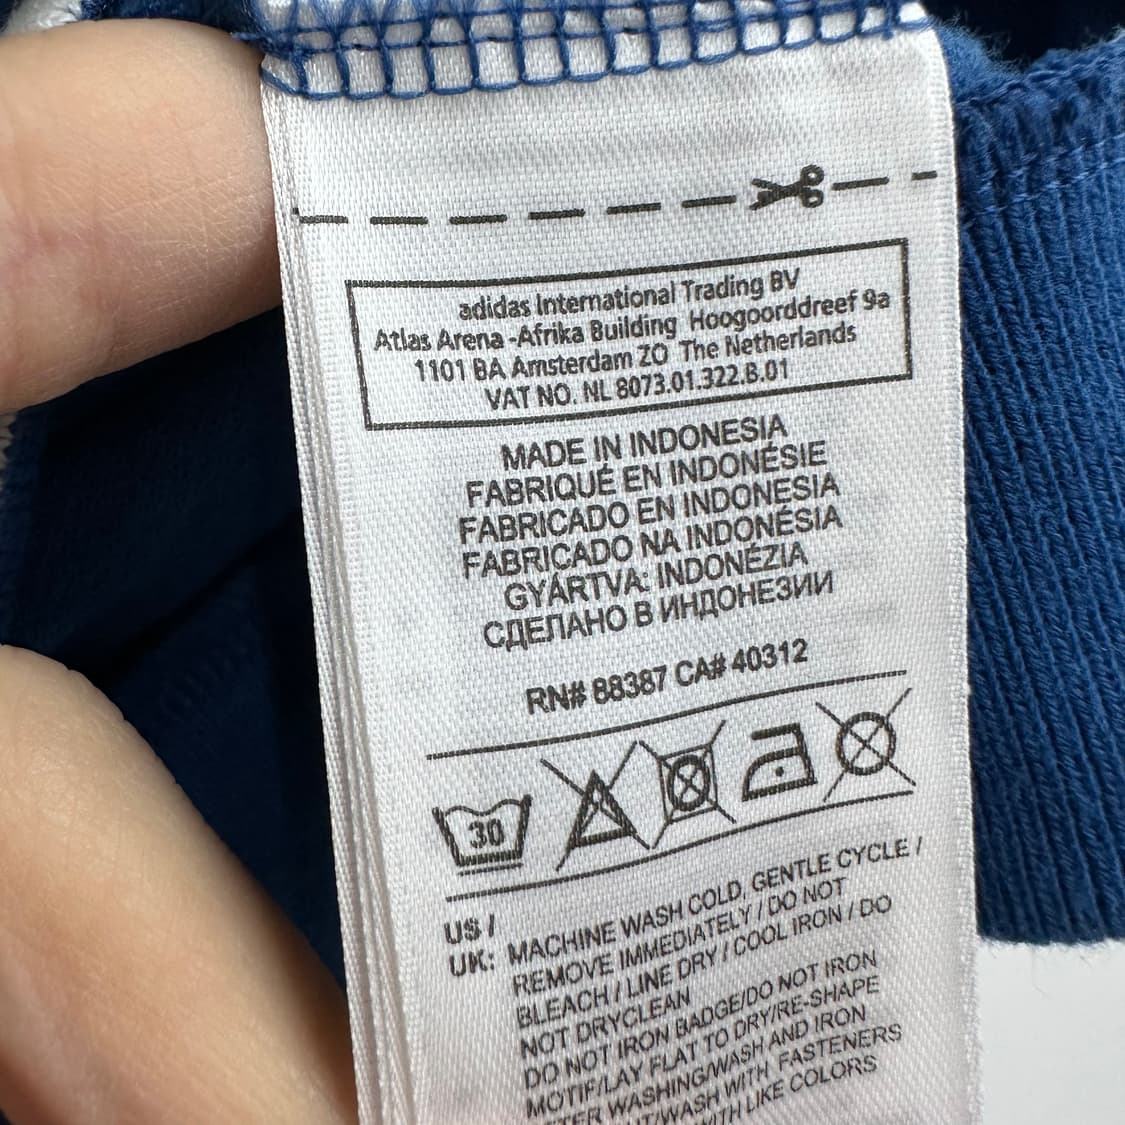 adidas International Trading BV
Atlas Arena -Afrika Building Hoogoorddreef 9a
1101 BA Amsterdam ZO The Netherlands
VAT NO. NL 8073.01.322.B.01
MADE IN INDONESIA
FABRIQUÉ EN INDONÉSIE
FABRICADO EN INDONESIA
FABRICADO NA INDONÉSIA
GYÁRTVA: INDONÉZIA
СДЕЛАНО В ИНДОНЕЗИИ
RN# 88387 CA# 40312
30
US /
UK: MACHINE WASH COLD, GENTLE CYCLE /
REMOVE IMMEDIATELY / DO NOT
BLEACH / LINE DRY / COOL IRON / DO
NOT DRYCLEAN
DO NOT IRON BADGE/DO NOT IRON
MOTIF/LAY FLAT TO DRY/RE-SHAPE
WASHING/WASH AND IRON
WITH FASTENERS
WITH LIKE COLORS